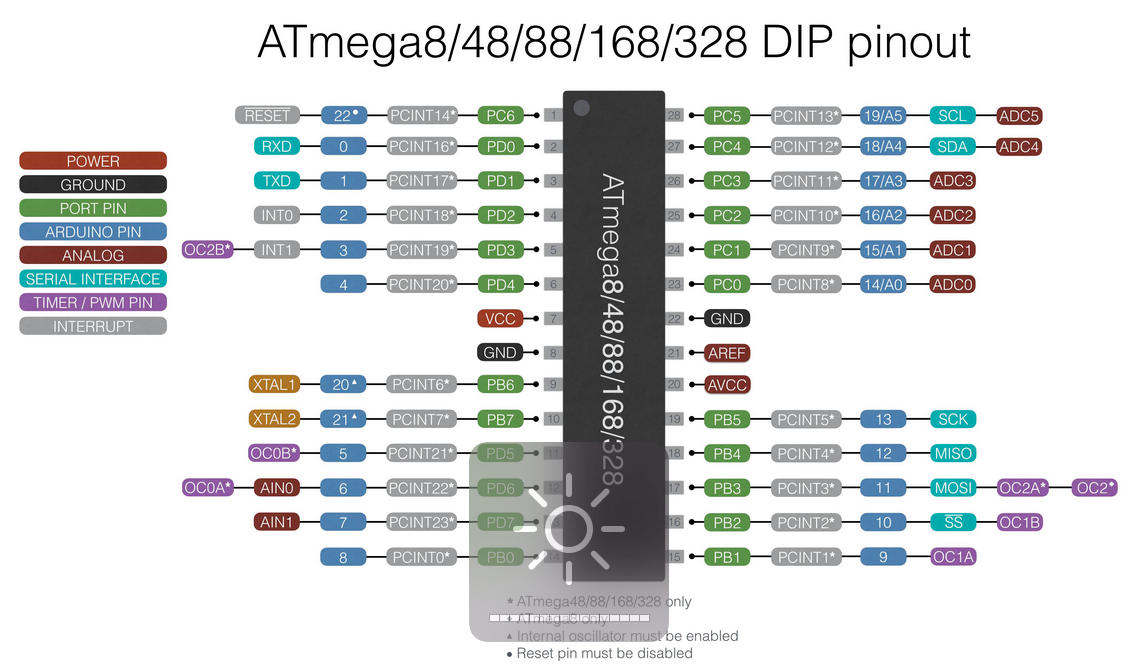 ATmega8/48/88/168/328 DIP pinout
POWER
GROUND
PORT PIN
ARDUINO PIN
ANALOG
SERIAL INTERFACE
TIMER / PWM PIN
INTERRUPT
RESET 22• PCINT14* PC6 1
RXD 0 PCINT16* PD0 2
TXD 1 PCINT17* PD1 3
INT0 2 PCINT18* PD2 4
OC2B* INT1 3 PCINT19* PD3 5
4 PCINT20* PD4 6
VCC 7
GND 8
XTAL1 20▲ PCINT6* PB6 9
XTAL2 21▲ PCINT7* PB7 10
OC0B* 5 PCINT21* PD5 11
OC0A* AIN0 6 PCINT22* PD6 12
AIN1 7 PCINT23* PD7
8 PCINT0* PB0 14
ATmega8/48/88/168/328
28 PC5 PCINT13* 19/A5 SCL ADC5
27 PC4 PCINT12* 18/A4 SDA ADC4
26 PC3 PCINT11* 17/A3 ADC3
25 PC2 PCINT10* 16/A2 ADC2
24 PC1 PCINT9* 15/A1 ADC1
23 PC0 PCINT8* 14/A0 ADC0
22 GND
21 AREF
20 AVCC
19 PB5 PCINT5* 13 SCK
18 PB4 PCINT4* 12 MISO
17 PB3 PCINT3* 11 MOSI OC2A* OC2◆
16 PB2 PCINT2* 10 SS OC1B
15 PB1 PCINT1* 9 OC1A
* ATmega48/88/168/328 only
◆ ATmega8 only
▲ Internal oscillator must be enabled
• Reset pin must be disabled